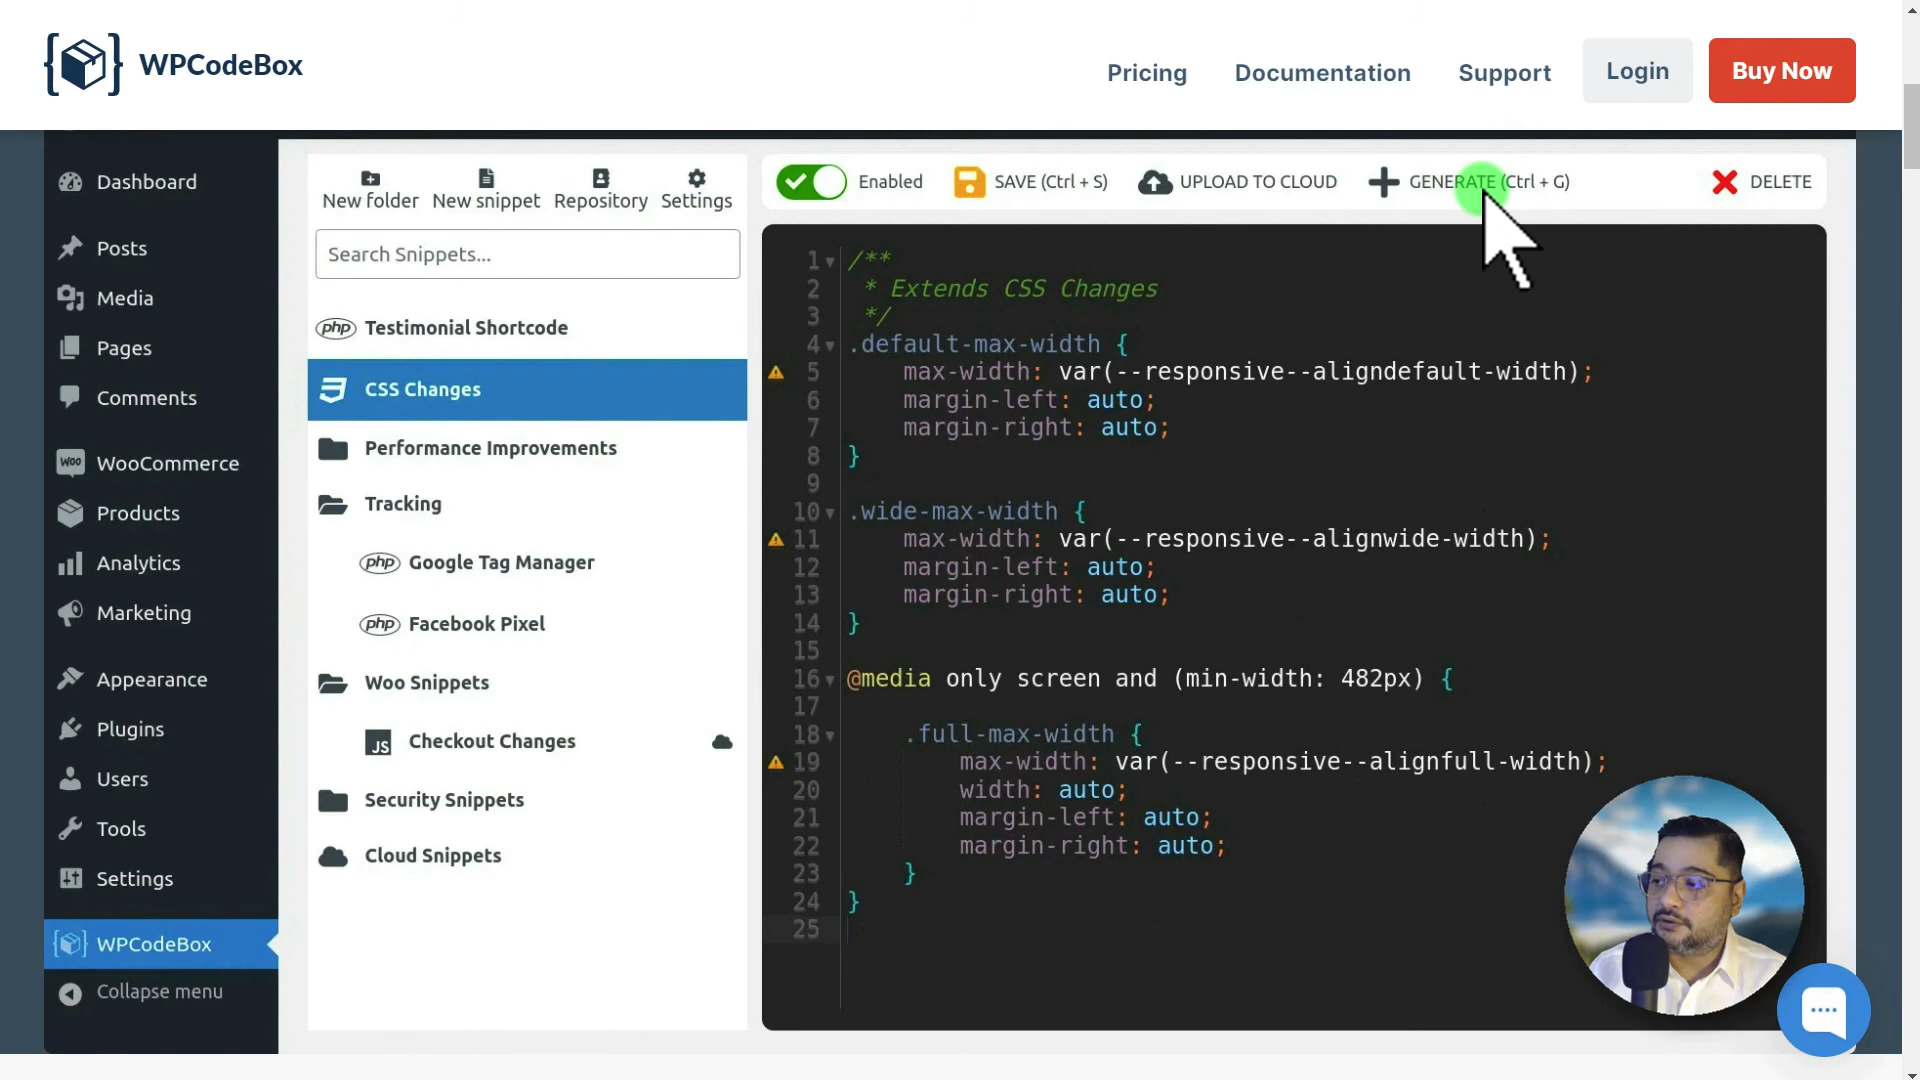 WPCodeBox
Pricing
Documentation
Support
Login
Buy Now
Dashboard
Posts
Media
Pages
Comments
WOO
WooCommerce
Products
Analytics
Marketing
Appearance
Plugins
Users
Tools
Settings
WPCodeBox
Collapse menu
New folder
New snippet
Repository
Settings
Search Snippets...
php Testimonial Shortcode
CSS Changes
Performance Improvements
Tracking
php Google Tag Manager
php Facebook Pixel
Woo Snippets
JS Checkout Changes
Security Snippets
Cloud Snippets
Enabled
SAVE (Ctrl + S)
UPLOAD TO CLOUD
GENERATE (Ctrl + G)
DELETE
1 /**
2  * Extends CSS Changes
3  */
4 .default-max-width {
5     max-width: var(--responsive--aligndefault-width);
6     margin-left: auto;
7     margin-right: auto;
8 }
9
10 .wide-max-width {
11     max-width: var(--responsive--alignwide-width);
12     margin-left: auto;
13     margin-right: auto;
14 }
15
16 @media only screen and (min-width: 482px) {
17
18     .full-max-width {
19         max-width: var(--responsive--alignfull-width);
20         width: auto;
21         margin-left: auto;
22         margin-right: auto;
23     }
24 }
25